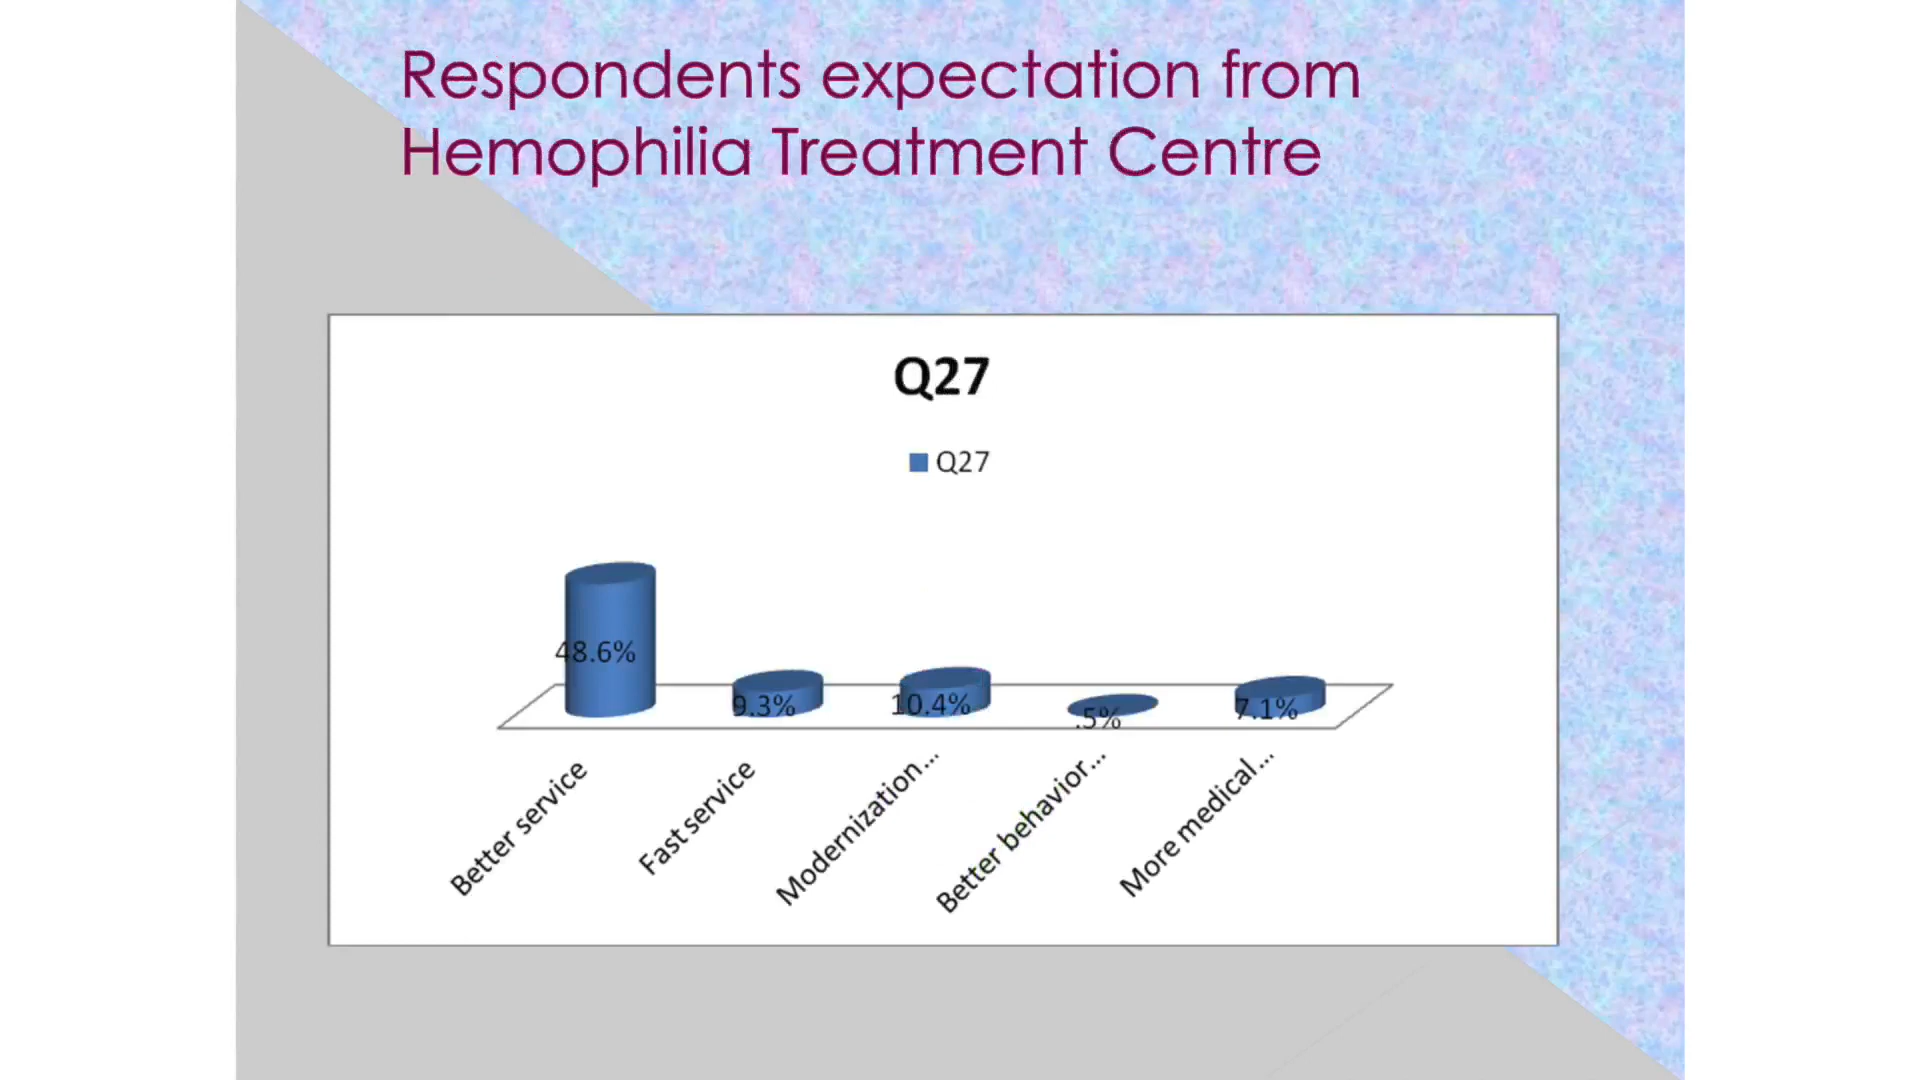 Respondents expectation from
Hemophilia Treatment Centre
Q27
Q27
48.6%
9.3%
10.4%
.5%
7.1%
Better service
Fast service
Modernization...
Better behavior...
More medical...